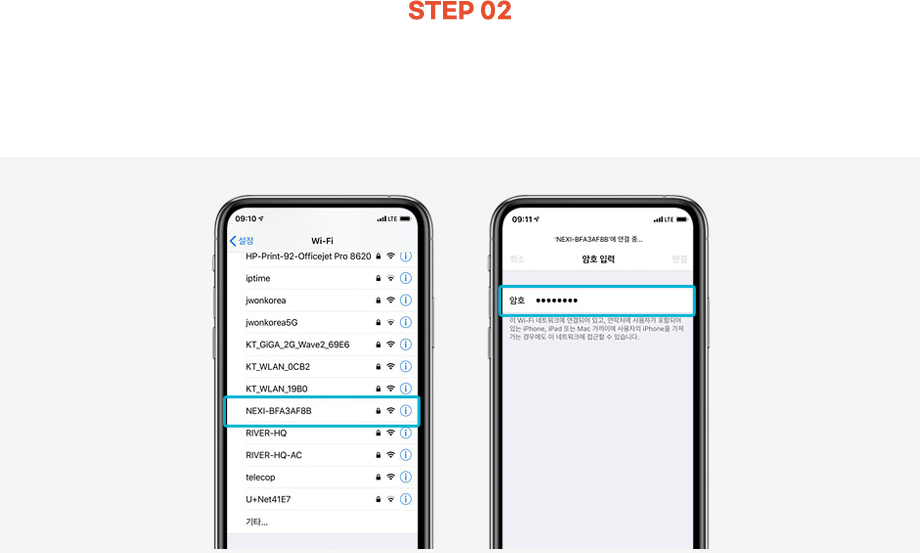 STEP 02
09:10
LTE
설정
Wi-Fi
HP-Print-92-Officejet Pro 8620
iptime
jwonkorea
jwonkorea5G
KT_GiGA_2G_Wave2_69E6
KT_WLAN_0CB2
KT_WLAN_19B0
NEXI-BFA3AF8B
RIVER-HQ
RIVER-HQ-AC
telecop
U+Net41E7
기타...
09:11
LTE
'NEXI-BFA3AF8B'에 연결 중...
취소
암호 입력
연결
암호 ●●●●●●●●
이 Wi-Fi 네트워크에 연결되어 있고, 연락처에 사용자가 포함되어
있는 iPhone, iPad 또는 Mac 가까이에 사용자의 iPhone을 가져
가는 경우에도 이 네트워크에 접근할 수 있습니다.